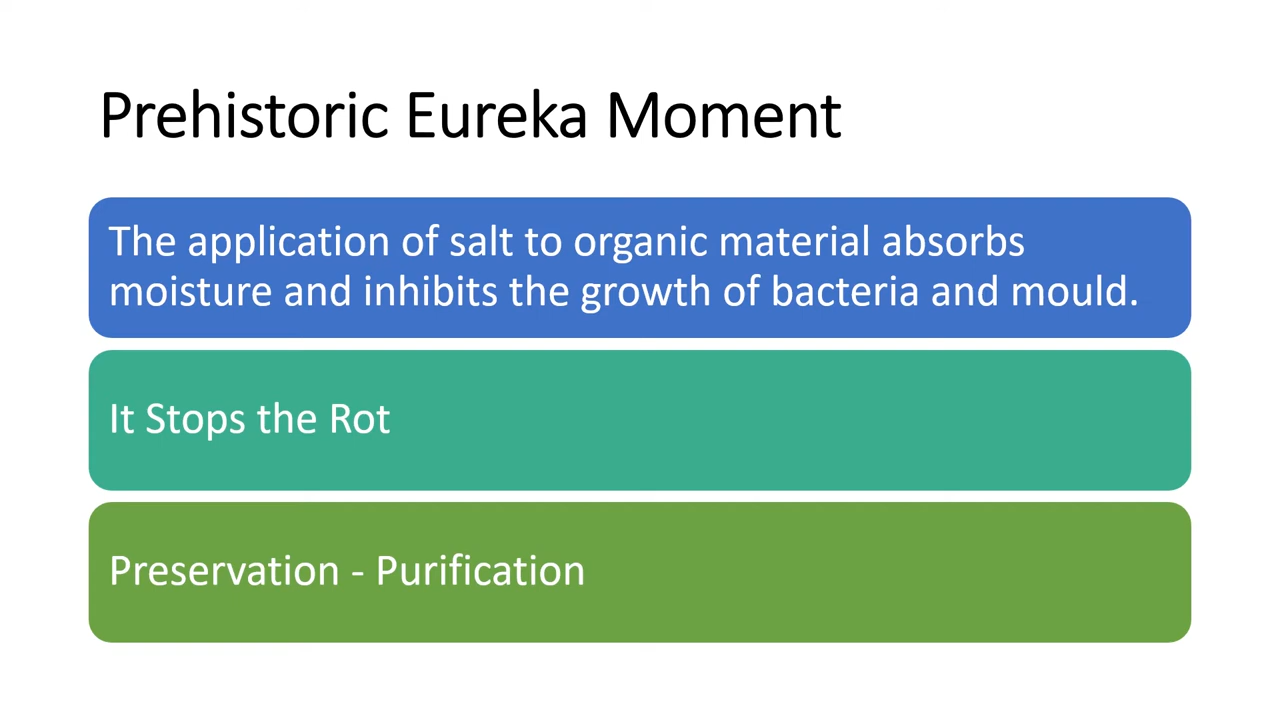 Prehistoric Eureka Moment
The application of salt to organic material absorbs
moisture and inhibits the growth of bacteria and mould.
It Stops the Rot
Preservation - Purification